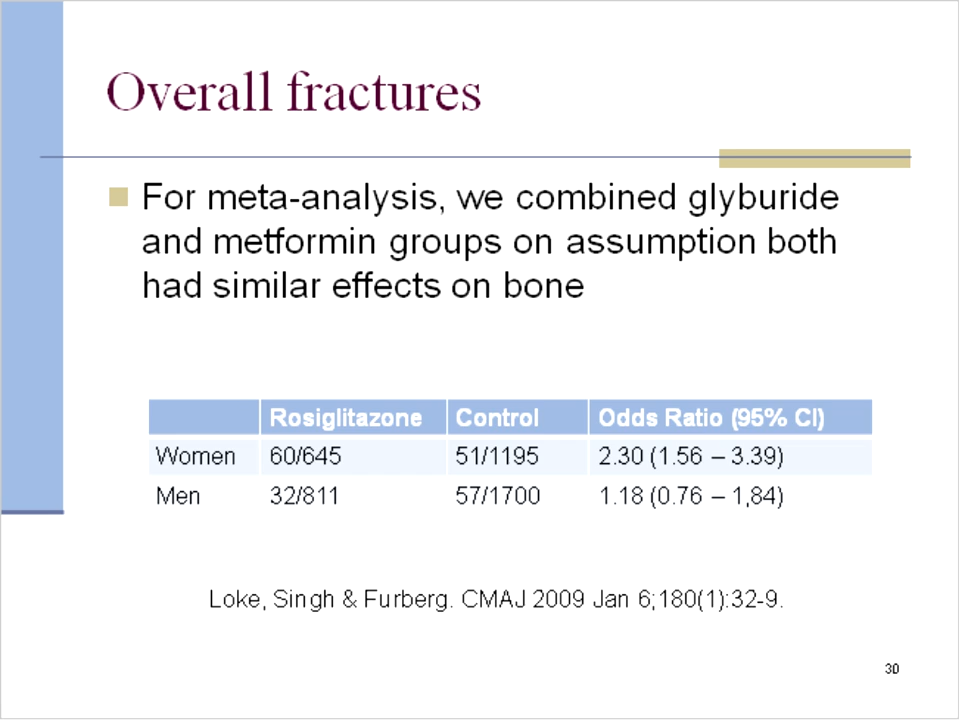 Overall fractures
For meta-analysis, we combined glyburide
and metformin groups on assumption both
had similar effects on bone
Rosiglitazone Control Odds Ratio (95% CI)
Women 60/645 51/1195 2.30 (1.56 – 3.39)
Men 32/811 57/1700 1.18 (0.76 – 1,84)
Loke, Singh & Furberg. CMAJ 2009 Jan 6;180(1):32-9.
30